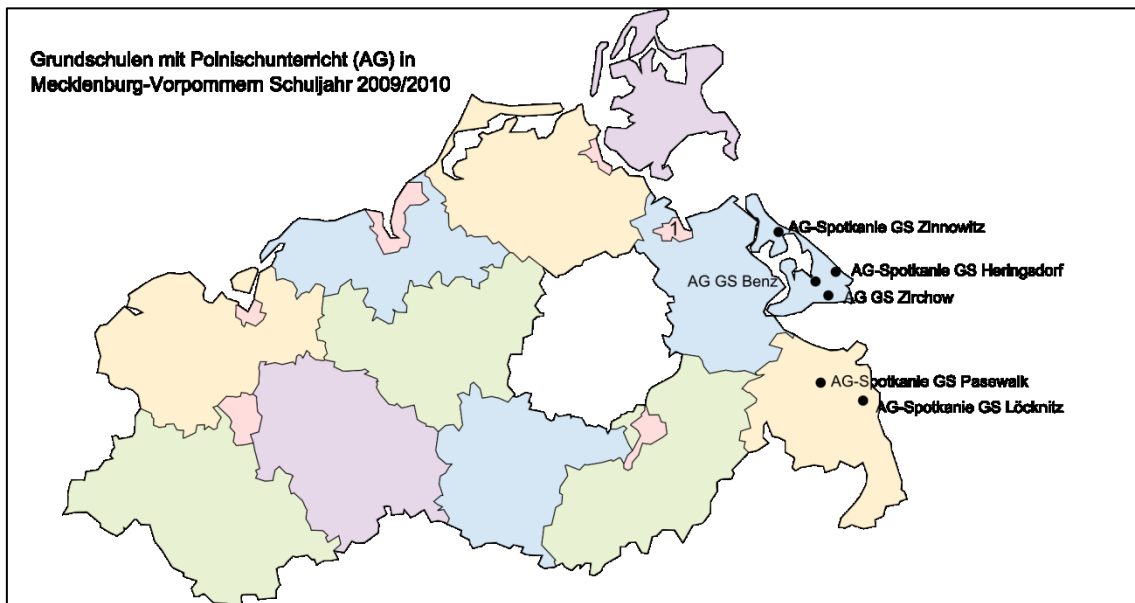 Grundschulen mit Polnischunterricht (AG) in
Mecklenburg-Vorpommern Schuljahr 2009/2010
1
AG-Spotkanie GS Zinnowitz
AG-Spotkanie GS Heringsdorf
AG GS Benz
AG GS Zirchow
AG-Spotkanie GS Pasewalk
AG-Spotkanie GS Löcknitz